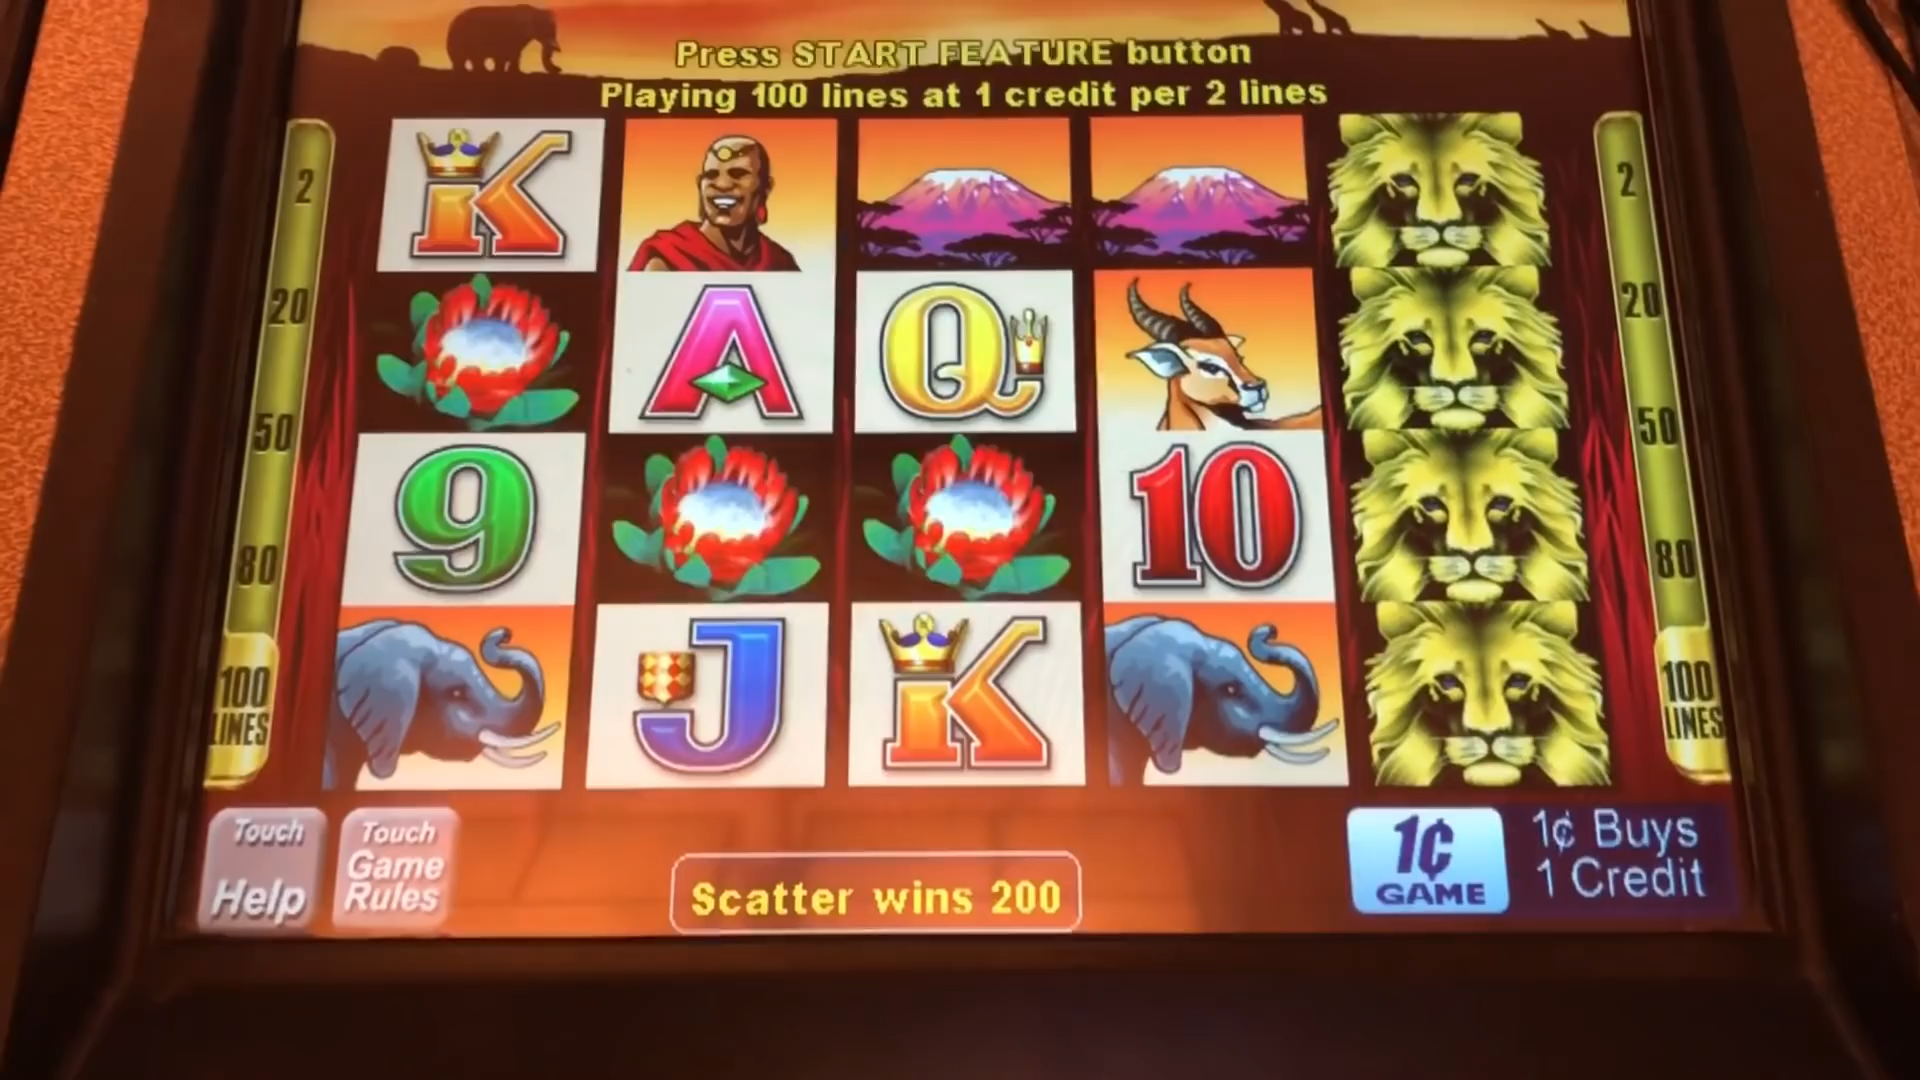 Press START FEATURE button
Playing 100 lines at 1 credit per 2 lines
2
20
50
80
100
LINES
K
A
Q
9
10
J
K
2
20
50
80
100
LINES
Touch
Help
Touch
Game
Rules
Scatter wins 200
1¢
GAME
1¢ Buys
1 Credit